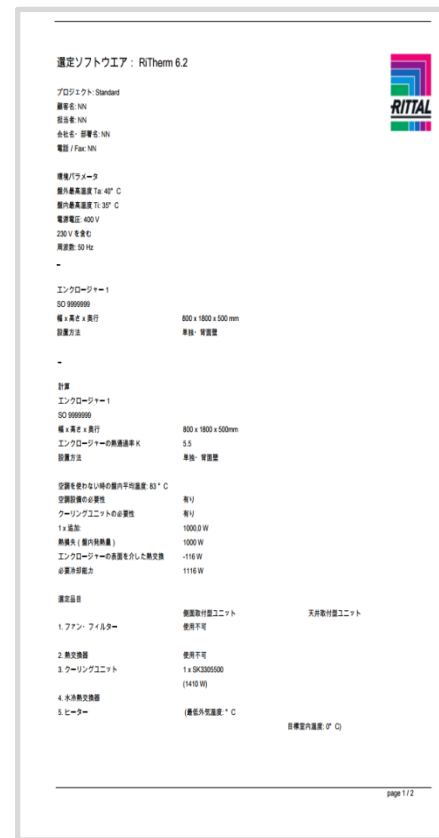 選定ソフトウエア： RiTherm 6.2
RITTAL
プロジェクト: Standard
顧客名: NN
担当者: NN
会社名・部署名: NN
電話 / Fax: NN
環境パラメータ
盤外最高温度 Ta: 40° C
盤内最高温度 Ti: 35° C
電源電圧: 400 V
230 V を含む
周波数: 50 Hz
–
エンクロージャー 1
SO 9999999
幅 x 高さ x 奥行 800 x 1800 x 500 mm
設置方法 単独・背面壁
–
計算
エンクロージャー 1
SO 9999999
幅 x 高さ x 奥行 800 x 1800 x 500mm
エンクロージャーの熱通過率 K 5.5
設置方法 単独・背面壁
空調を使わない時の盤内平均温度: 83 ° C
空調設備の必要性 有り
クーリングユニットの必要性 有り
1 x 追加: 1000,0 W
熱損失 ( 盤内発熱量 ) 1000 W
エンクロージャーの表面を介した熱交換 -116 W
必要冷却能力 1116 W
選定品目
側面取付型ユニット 天井取付型ユニット
1. ファン・フィルター 使用不可
2. 熱交換器 使用不可
3. クーリングユニット 1 x SK3305500
(1410 W)
4. 水冷熱交換器
5. ヒーター (最低外気温度: ° C
目標室内温度: 0° C)
page 1 / 2